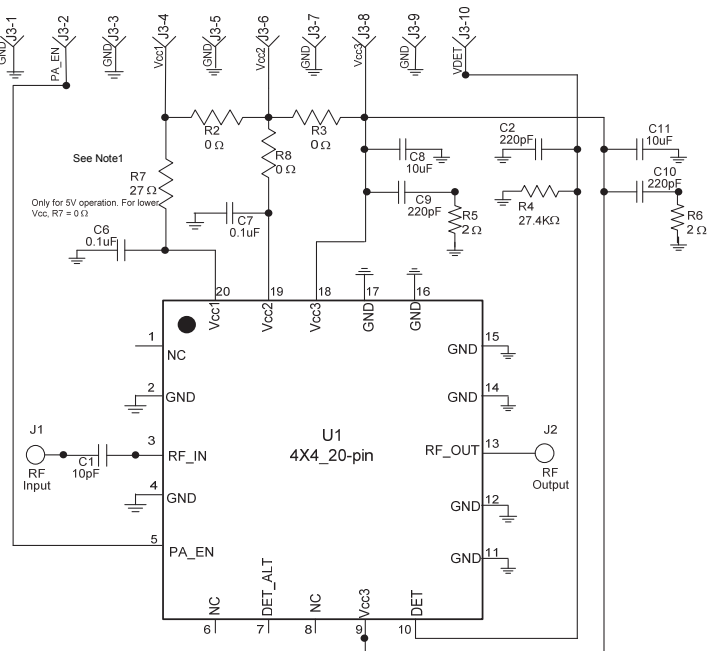 J3-1
GND
J3-2
PA_EN
J3-3
GND
J3-4
Vcc1
J3-5
GND
J3-6
Vcc2
J3-7
GND
J3-8
Vcc3
J3-9
GND
J3-10
VDET
R2
0 Ω
R3
0 Ω
R8
0 Ω
See Note1
R7
27 Ω
Only for 5V operation. For lower
Vcc, R7 = 0 Ω
C6
0.1uF
C7
0.1uF
C8
10uF
C9
220pF
R5
2 Ω
C2
220pF
R4
27.4KΩ
C11
10uF
C10
220pF
R6
2 Ω
20
19
18
17
16
Vcc1
Vcc2
Vcc3
GND
GND
1
NC
2
GND
3
RF_IN
4
GND
5
PA_EN
J1
RF
Input
C1
10pF
U1
4X4_20-pin
15
GND
14
GND
13
RF_OUT
12
GND
11
GND
J2
RF
Output
NC
DET_ALT
NC
Vcc3
DET
6
7
8
9
10